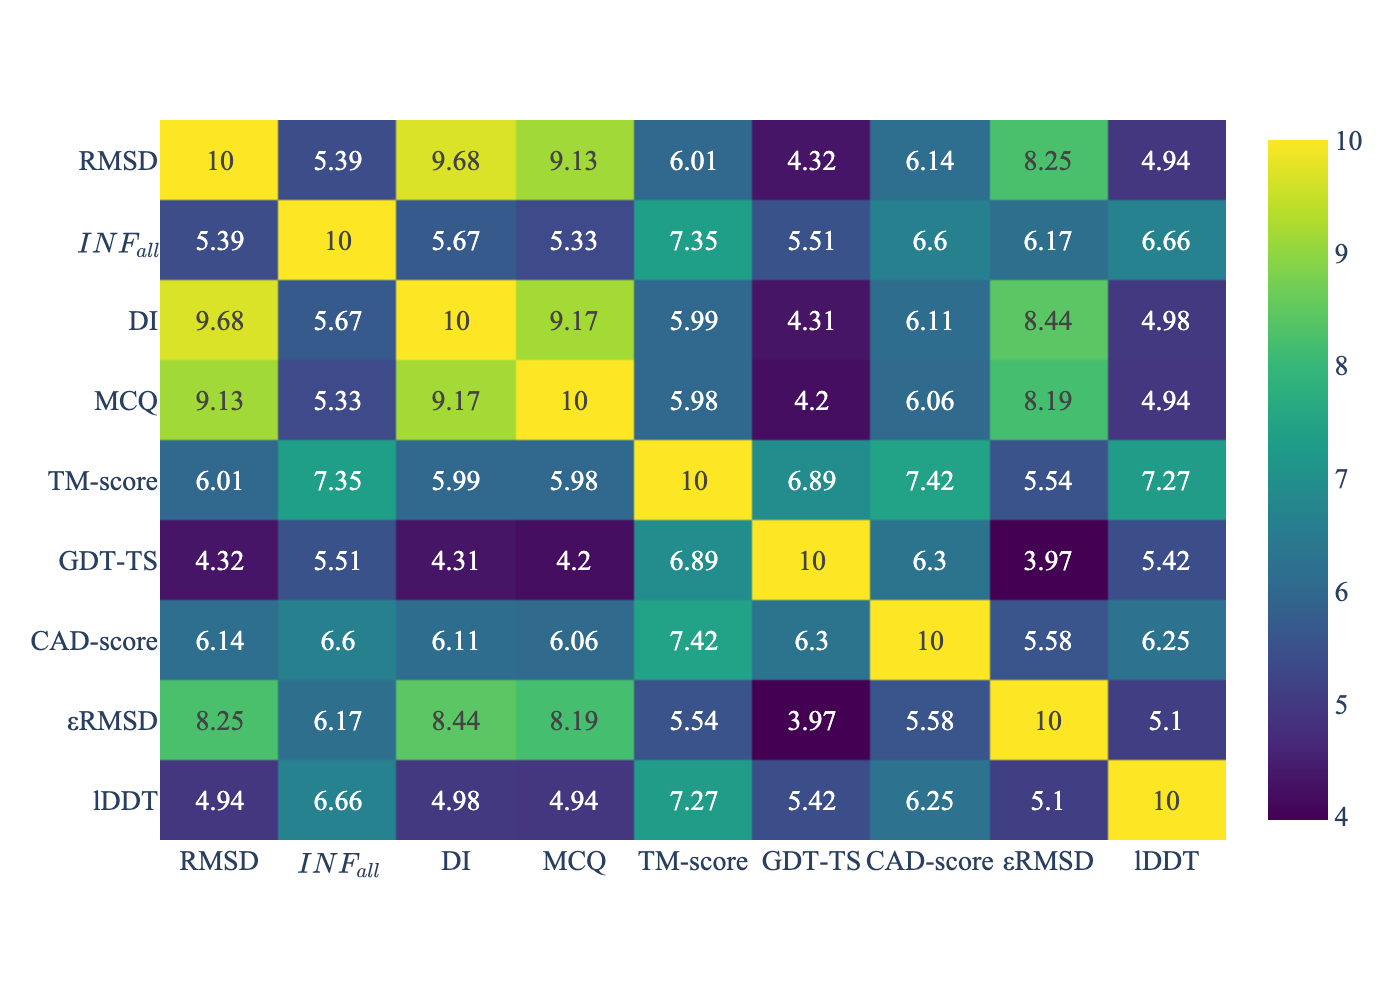 RMSD 10 5.39 9.68 9.13 6.01 4.32 6.14 8.25 4.94
INF_all 5.39 10 5.67 5.33 7.35 5.51 6.6 6.17 6.66
DI 9.68 5.67 10 9.17 5.99 4.31 6.11 8.44 4.98
MCQ 9.13 5.33 9.17 10 5.98 4.2 6.06 8.19 4.94
TM-score 6.01 7.35 5.99 5.98 10 6.89 7.42 5.54 7.27
GDT-TS 4.32 5.51 4.31 4.2 6.89 10 6.3 3.97 5.42
CAD-score 6.14 6.6 6.11 6.06 7.42 6.3 10 5.58 6.25
εRMSD 8.25 6.17 8.44 8.19 5.54 3.97 5.58 10 5.1
lDDT 4.94 6.66 4.98 4.94 7.27 5.42 6.25 5.1 10
RMSD INF_all DI MCQ TM-score GDT-TS CAD-score εRMSD lDDT
10
9
8
7
6
5
4